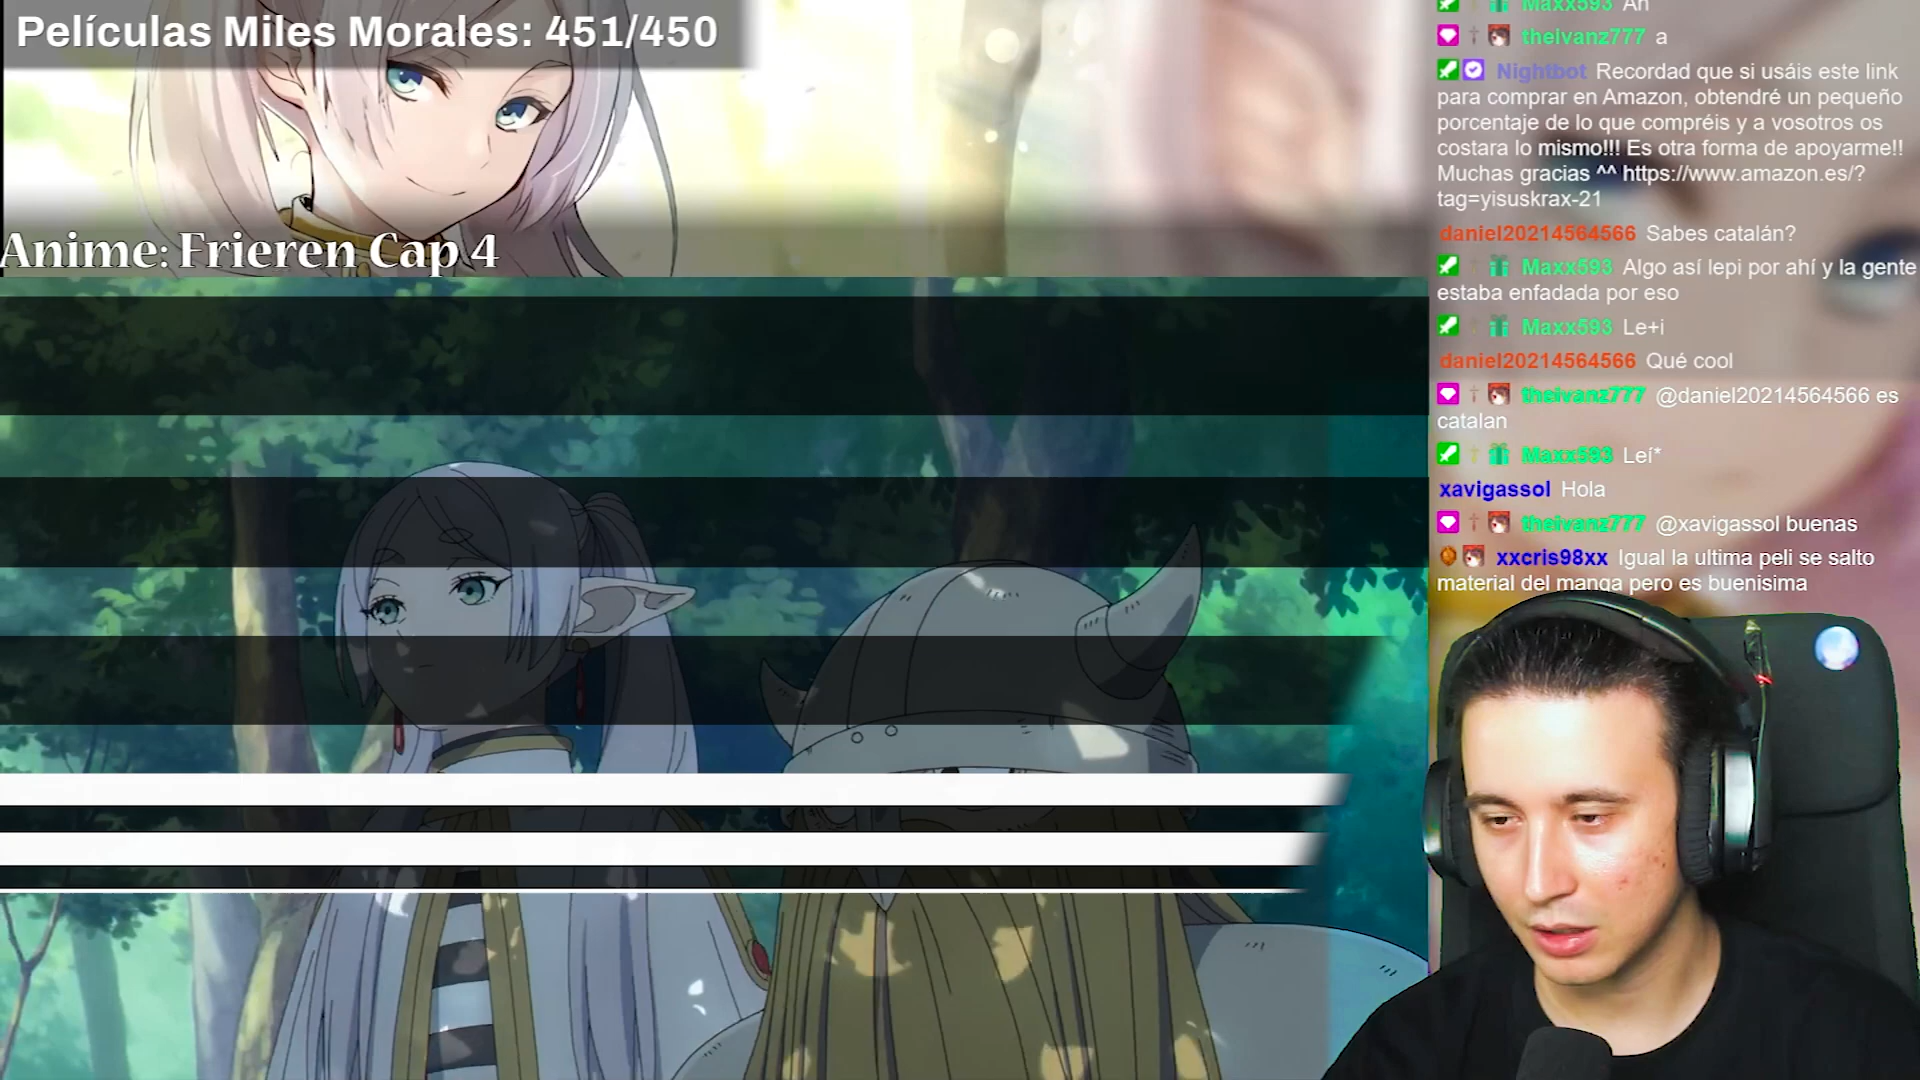 Películas Miles Morales: 451/450
Anime: Frieren Cap 4
Maxx593 Ah
theivanz777 a
Nightbot Recordad que si usáis este link
para comprar en Amazon, obtendré un pequeño
porcentaje de lo que compréis y a vosotros os
costara lo mismo!!! Es otra forma de apoyarme!!
Muchas gracias ^^ https://www.amazon.es/?
tag=yisuskrax-21
daniel20214564566 Sabes catalán?
Maxx593 Algo así lepi por ahí y la gente
estaba enfadada por eso
Maxx593 Le+i
daniel20214564566 Qué cool
theivanz777 @daniel20214564566 es
catalan
Maxx593 Leí*
xavigassol Hola
theivanz777 @xavigassol buenas
xxcris98xx Igual la ultima peli se salto
material del manga pero es buenisima